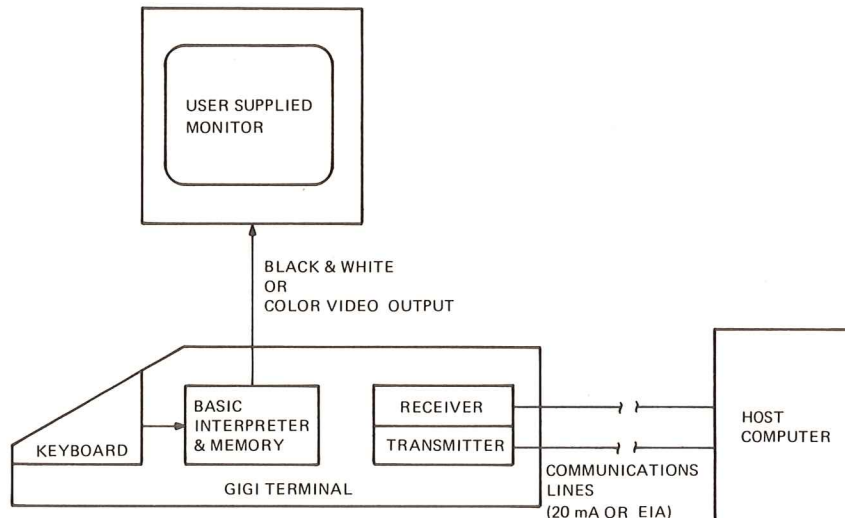 USER SUPPLIED
MONITOR
BLACK & WHITE
OR
COLOR VIDEO OUTPUT
KEYBOARD
BASIC
INTERPRETER
& MEMORY
RECEIVER
TRANSMITTER
GIGI TERMINAL
COMMUNICATIONS
LINES
(20 mA OR EIA)
HOST
COMPUTER